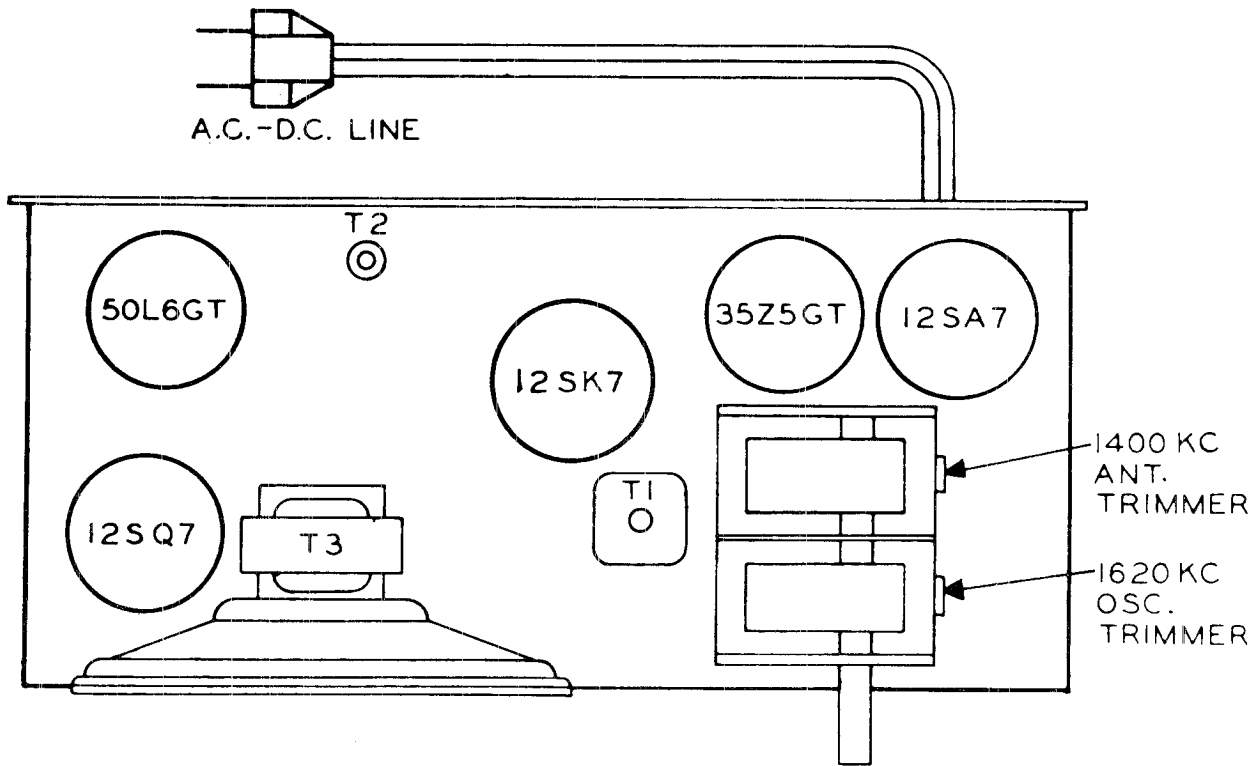 A.C.-D.C. LINE
T2
50L6GT
35Z5GT
12SA7
12SK7
1400 KC
ANT.
TRIMMER
T1
12SQ7
T3
1620 KC
OSC.
TRIMMER